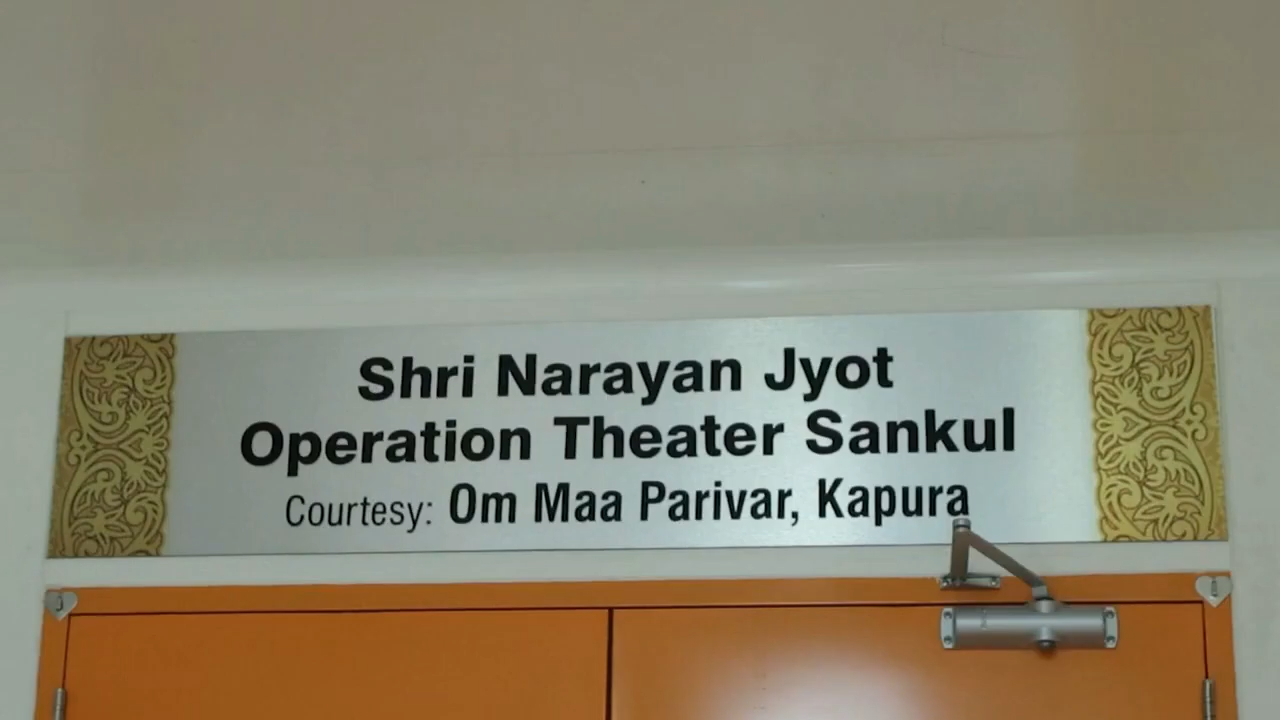 Shri Narayan Jyot
Operation Theater Sankul
Courtesy: Om Maa Parivar, Kapura